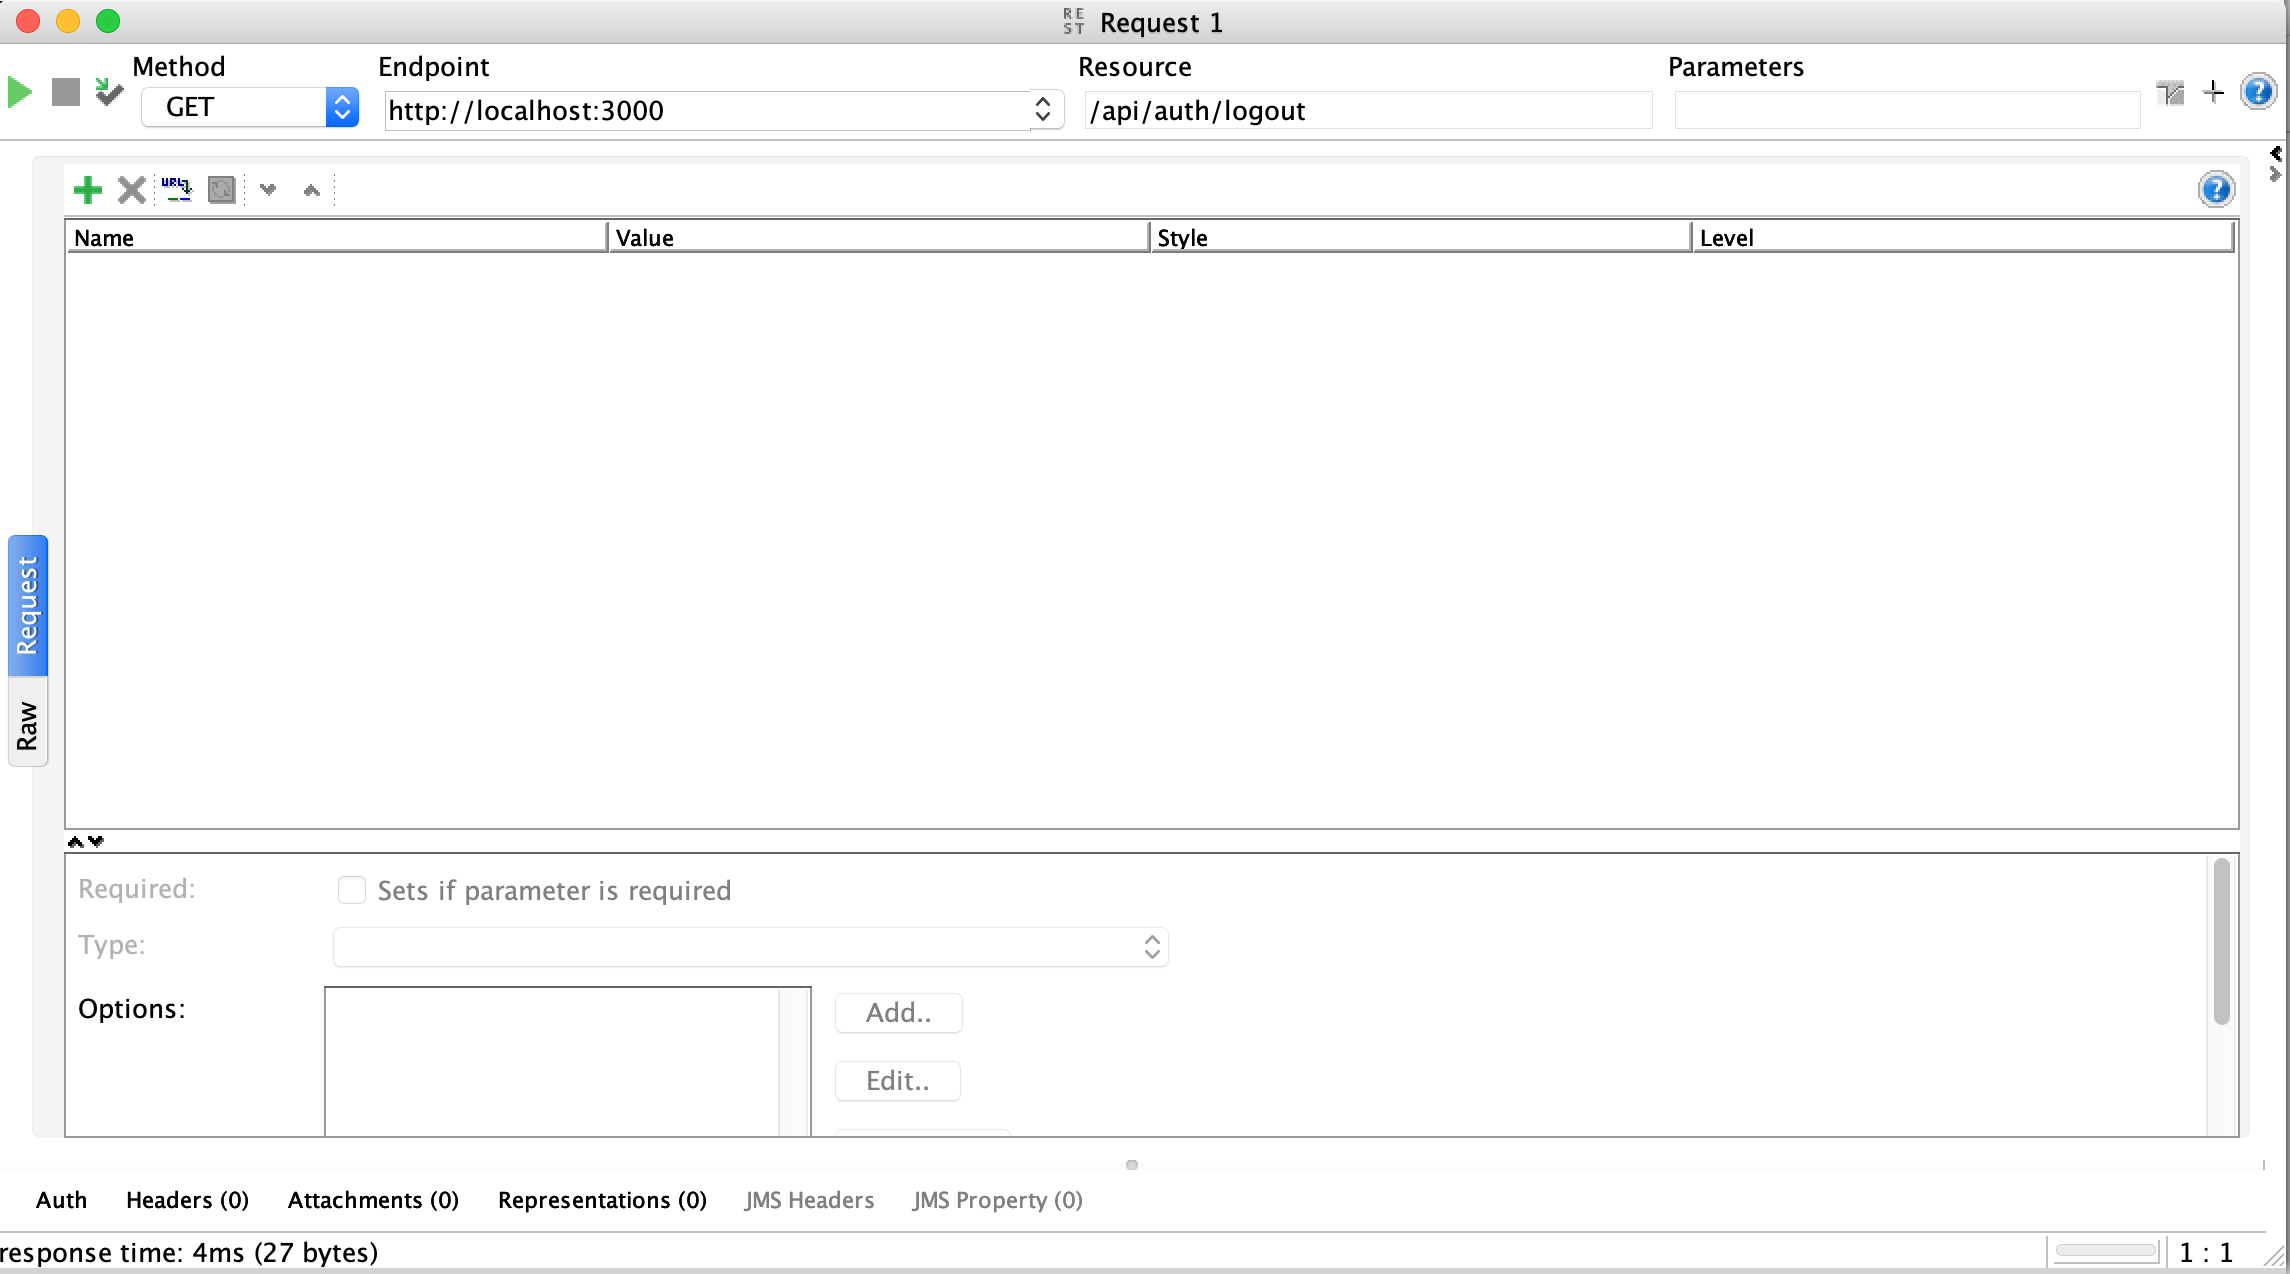 REST Request 1
Method Endpoint Resource Parameters
GET http://localhost:3000 /api/auth/logout
URL
Name Value Style Level
Request
Raw
Required: Sets if parameter is required
Type:
Options: Add..
Edit..
Auth Headers (0) Attachments (0) Representations (0) JMS Headers JMS Property (0)
response time: 4ms (27 bytes) 1 : 1